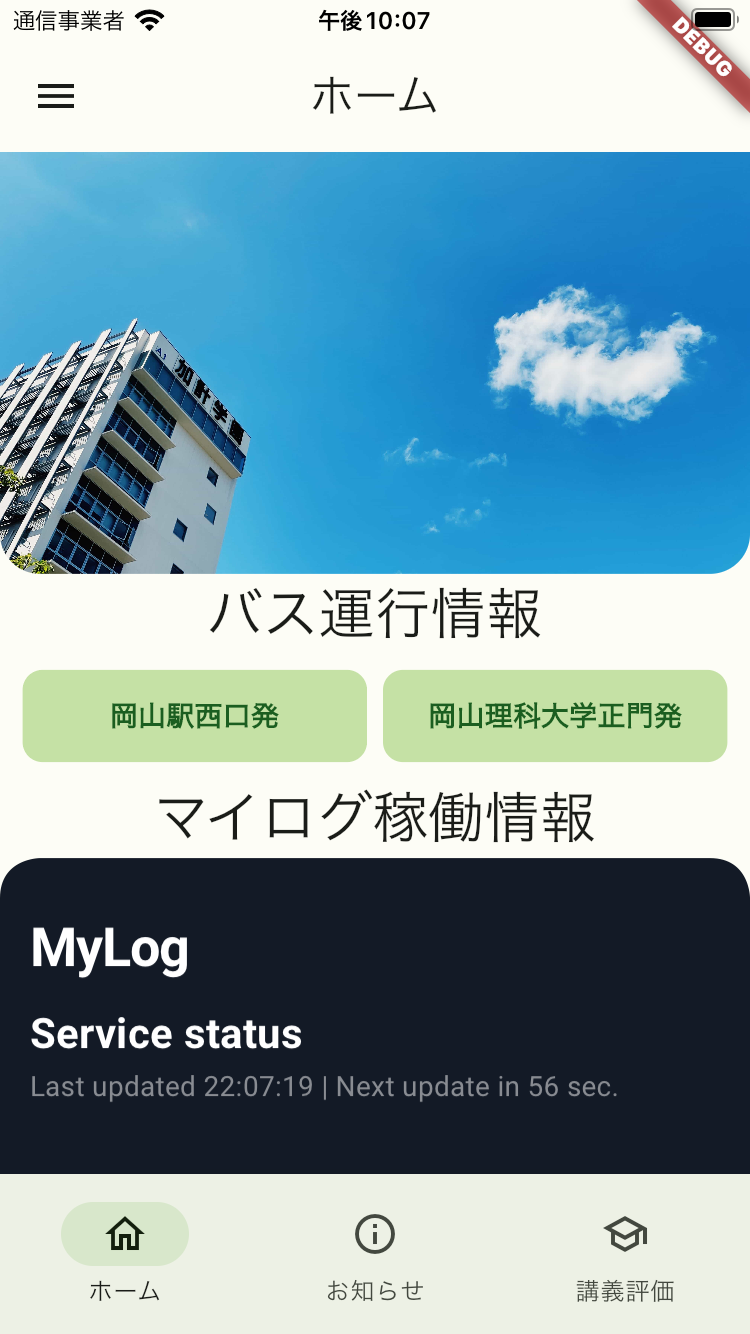 通信事業者
午後10:07
DEBUG
ホーム
A1
加計学園
バス運行情報
岡山駅西口発
岡山理科大学正門発
マイログ稼働情報
MyLog
Service status
Last updated 22:07:19 | Next update in 56 sec.
ホーム
お知らせ
講義評価